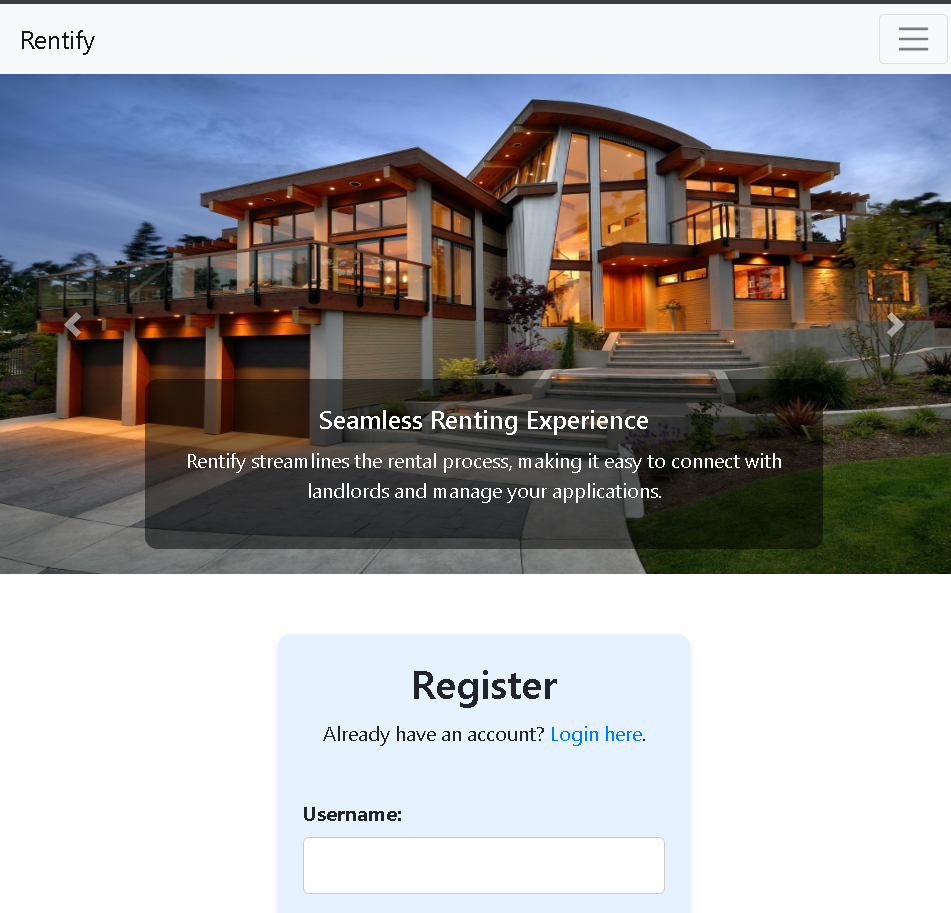 Rentify
Seamless Renting Experience
Rentify streamlines the rental process, making it easy to connect with
landlords and manage your applications.
Register
Already have an account? Login here.
Username: